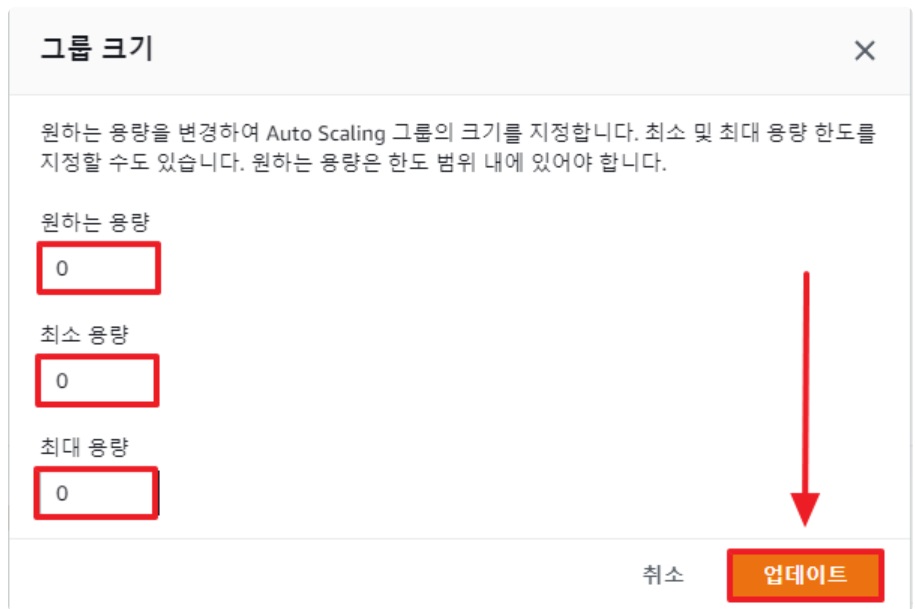 그룹 크기
원하는 용량을 변경하여 Auto Scaling 그룹의 크기를 지정합니다. 최소 및 최대 용량 한도를
지정할 수도 있습니다. 원하는 용량은 한도 범위 내에 있어야 합니다.
원하는 용량
0
최소 용량
0
최대 용량
0
취소 업데이트